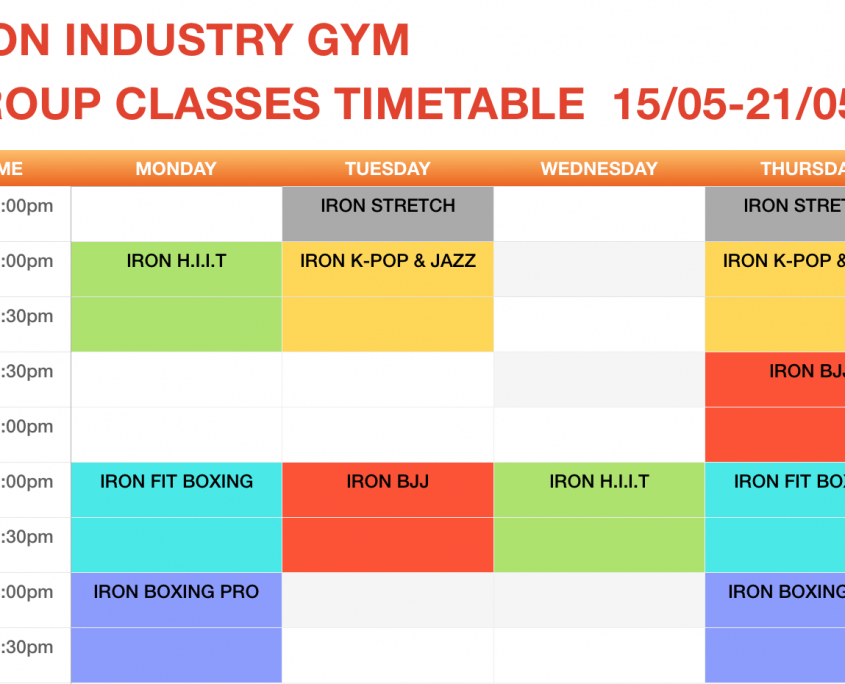 ON INDUSTRY GYM
ROUP CLASSES TIMETABLE 15/05-21/05
ME MONDAY TUESDAY WEDNESDAY THURSDA
:00pm IRON STRETCH IRON STRET
:00pm IRON H.I.I.T IRON K-POP & JAZZ IRON K-POP &
:30pm
:30pm IRON BJJ
:00pm
:00pm IRON FIT BOXING IRON BJJ IRON H.I.I.T IRON FIT BOX
:30pm
:00pm IRON BOXING PRO IRON BOXING
:30pm